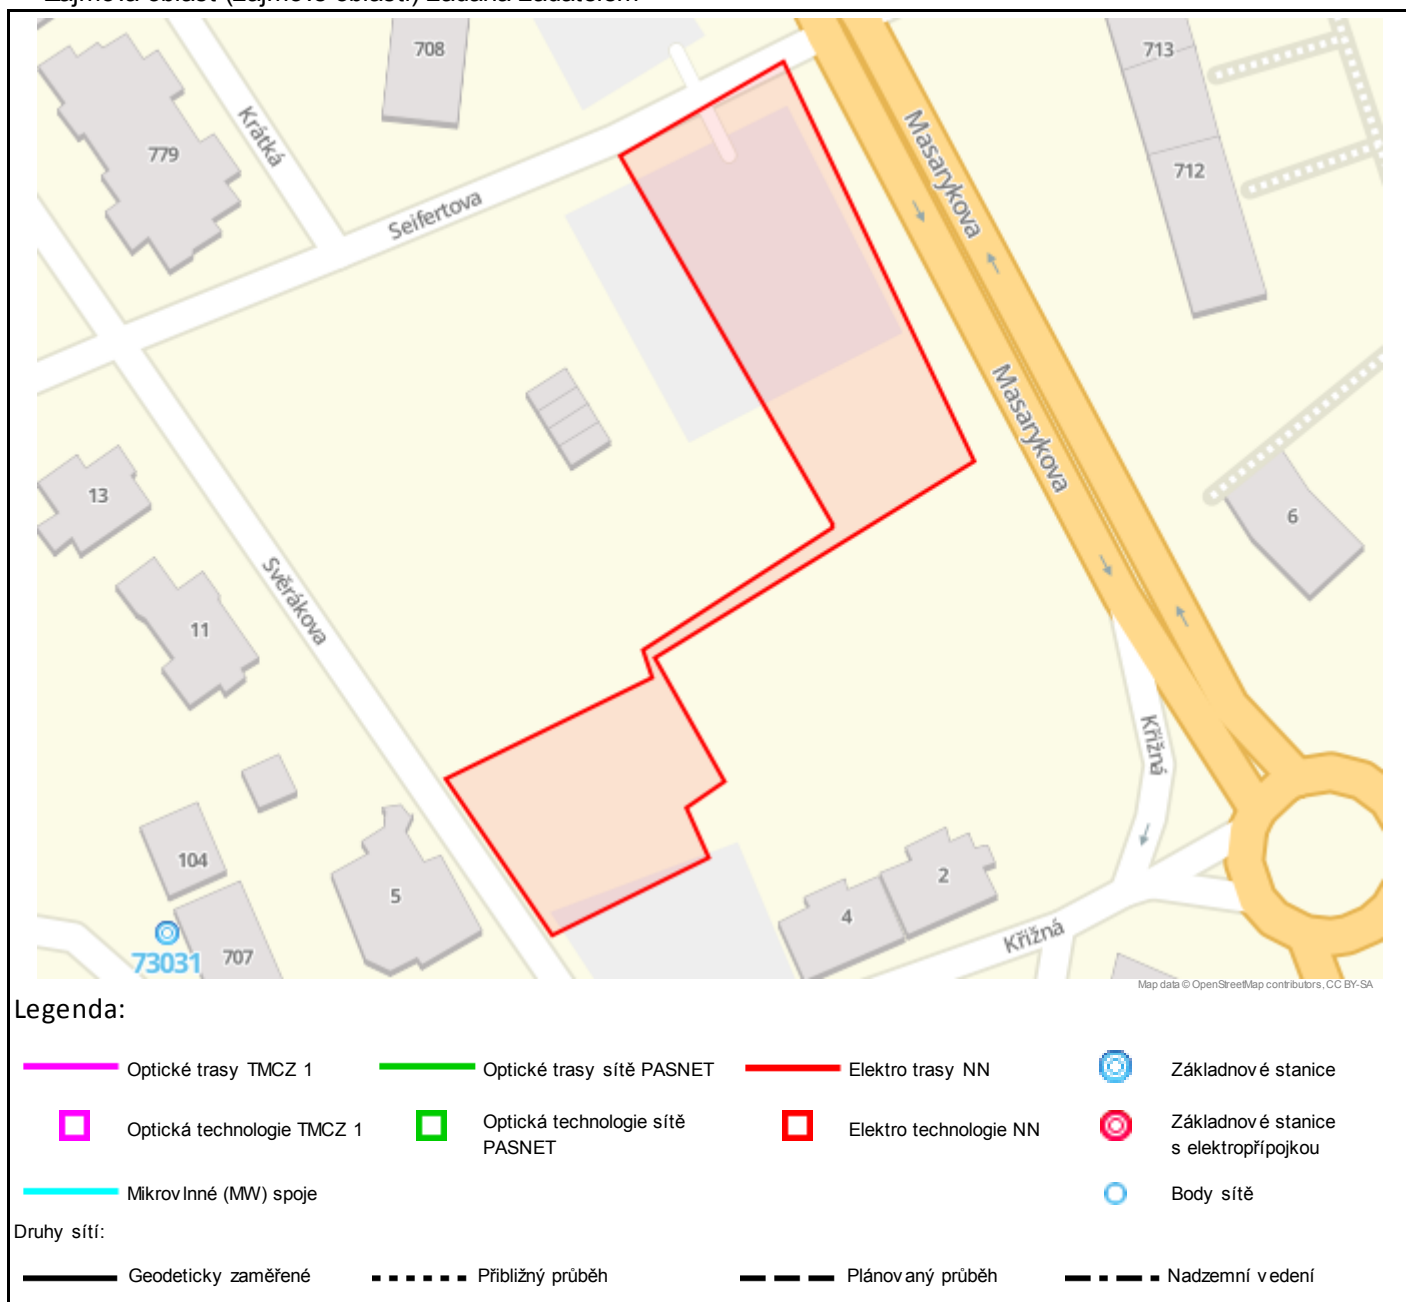 708
713
Krátká
Masarykova
779
712
Seifertova
Masarykova
13
6
Svěrákova
11
Křižná
104
5
2
4
Křižná
73031
707
Map data © OpenStreetMap contributors, CC BY-SA
Legenda:
Optické trasy TMCZ 1
Optické trasy sítě PASNET
Elektro trasy NN
Základnové stanice
Optická technologie TMCZ 1
Optická technologie sítě
PASNET
Elektro technologie NN
Základnové stanice
s elektropřípojkou
Mikrovlnné (MW) spoje
Body sítě
Druhy sítí:
Geodeticky zaměřené
Přibližný průběh
Plánovaný průběh
Nadzemní vedení